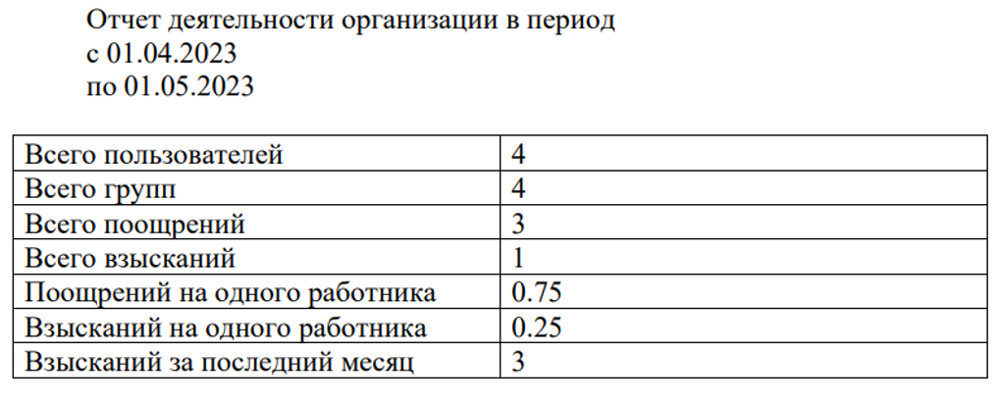 Отчет деятельности организации в период
с 01.04.2023
по 01.05.2023
Всего пользователей 4
Всего групп 4
Всего поощрений 3
Всего взысканий 1
Поощрений на одного работника 0.75
Взысканий на одного работника 0.25
Взысканий за последний месяц 3